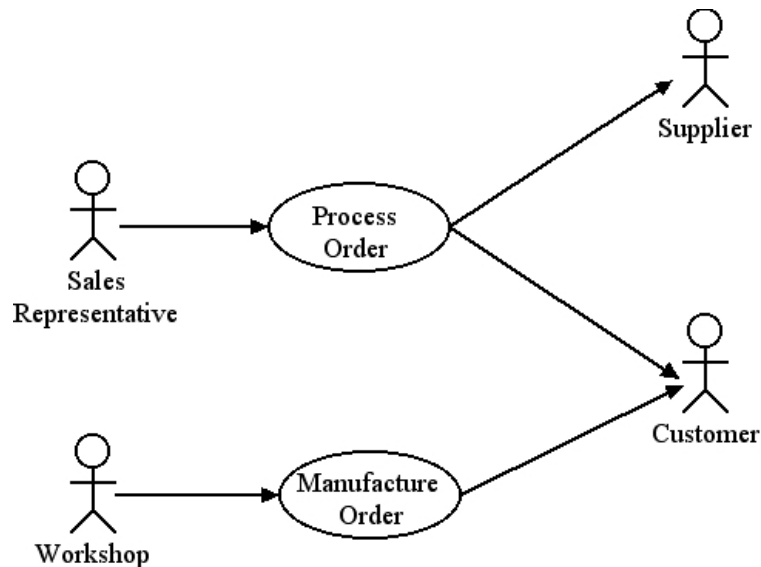 Supplier
Process
Order
Sales
Representative
Customer
Manufacture
Order
Workshop